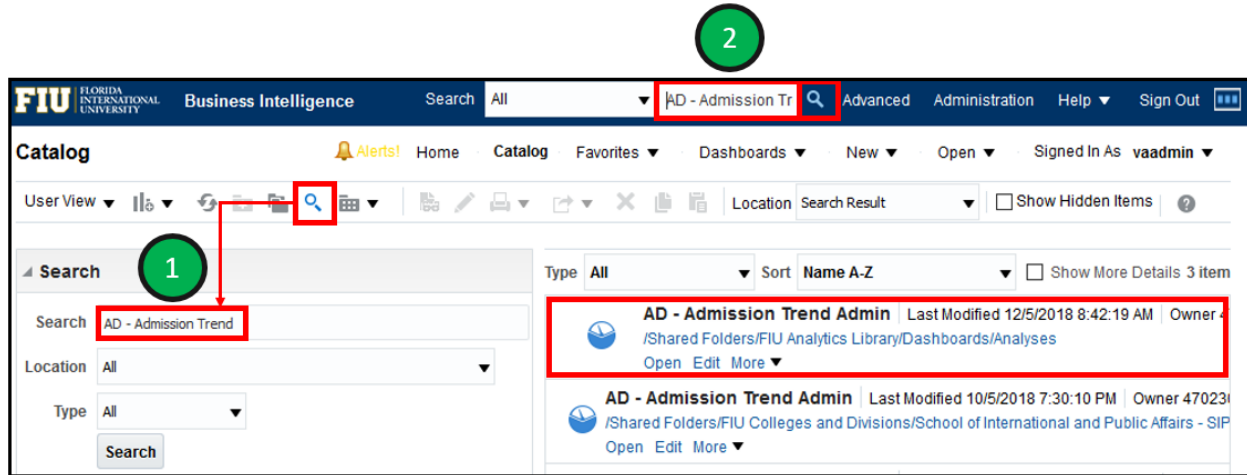 2
FIU FLORIDA INTERNATIONAL UNIVERSITY Business Intelligence Search All AD - Admission Tr Advanced Administration Help Sign Out
Catalog Alerts! Home Catalog Favorites Dashboards New Open Signed In As vaadmin
User View Location Search Result Show Hidden Items ?
1
Search
Search AD - Admission Trend
Location All
Type All
Search
Type All Sort Name A-Z Show More Details 3 item
AD - Admission Trend Admin Last Modified 12/5/2018 8:42:19 AM Owner
/Shared Folders/FIU Analytics Library/Dashboards/Analyses
Open Edit More
AD - Admission Trend Admin Last Modified 10/5/2018 7:30:10 PM Owner 47023
/Shared Folders/FIU Colleges and Divisions/School of International and Public Affairs - SIP
Open Edit More